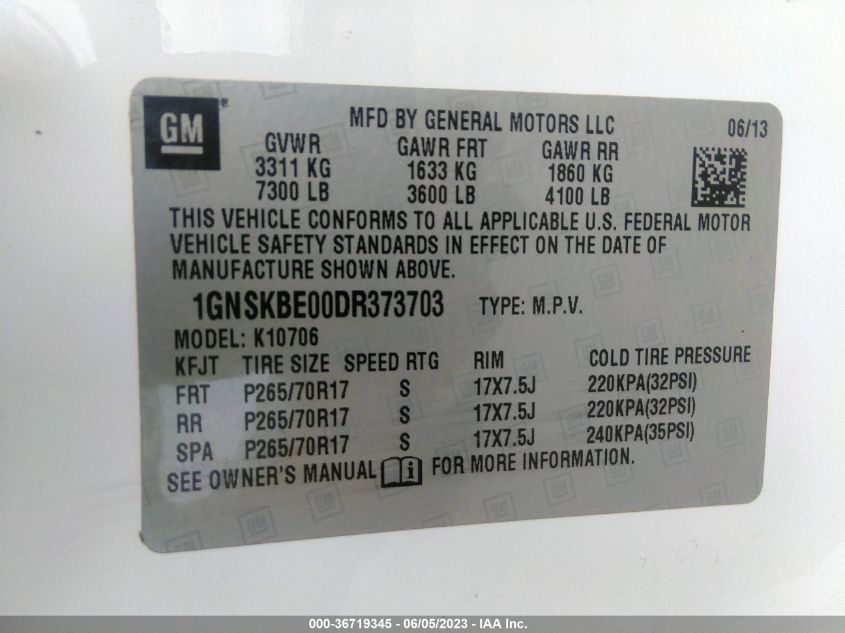 GM
MFD BY GENERAL MOTORS LLC 06/13
GVWR GAWR FRT GAWR RR
3311 KG 1633 KG 1860 KG
7300 LB 3600 LB 4100 LB
THIS VEHICLE CONFORMS TO ALL APPLICABLE U.S. FEDERAL MOTOR
VEHICLE SAFETY STANDARDS IN EFFECT ON THE DATE OF
MANUFACTURE SHOWN ABOVE.
1GNSKBE00DR373703 TYPE: M.P.V.
MODEL: K10706
KFJT TIRE SIZE SPEED RTG RIM COLD TIRE PRESSURE
FRT P265/70R17 S 17X7.5J 220KPA(32PSI)
RR P265/70R17 S 17X7.5J 220KPA(32PSI)
SPA P265/70R17 S 17X7.5J 240KPA(35PSI)
SEE OWNER'S MANUAL i FOR MORE INFORMATION.
000-36719345 - 06/05/2023 - IAA Inc.